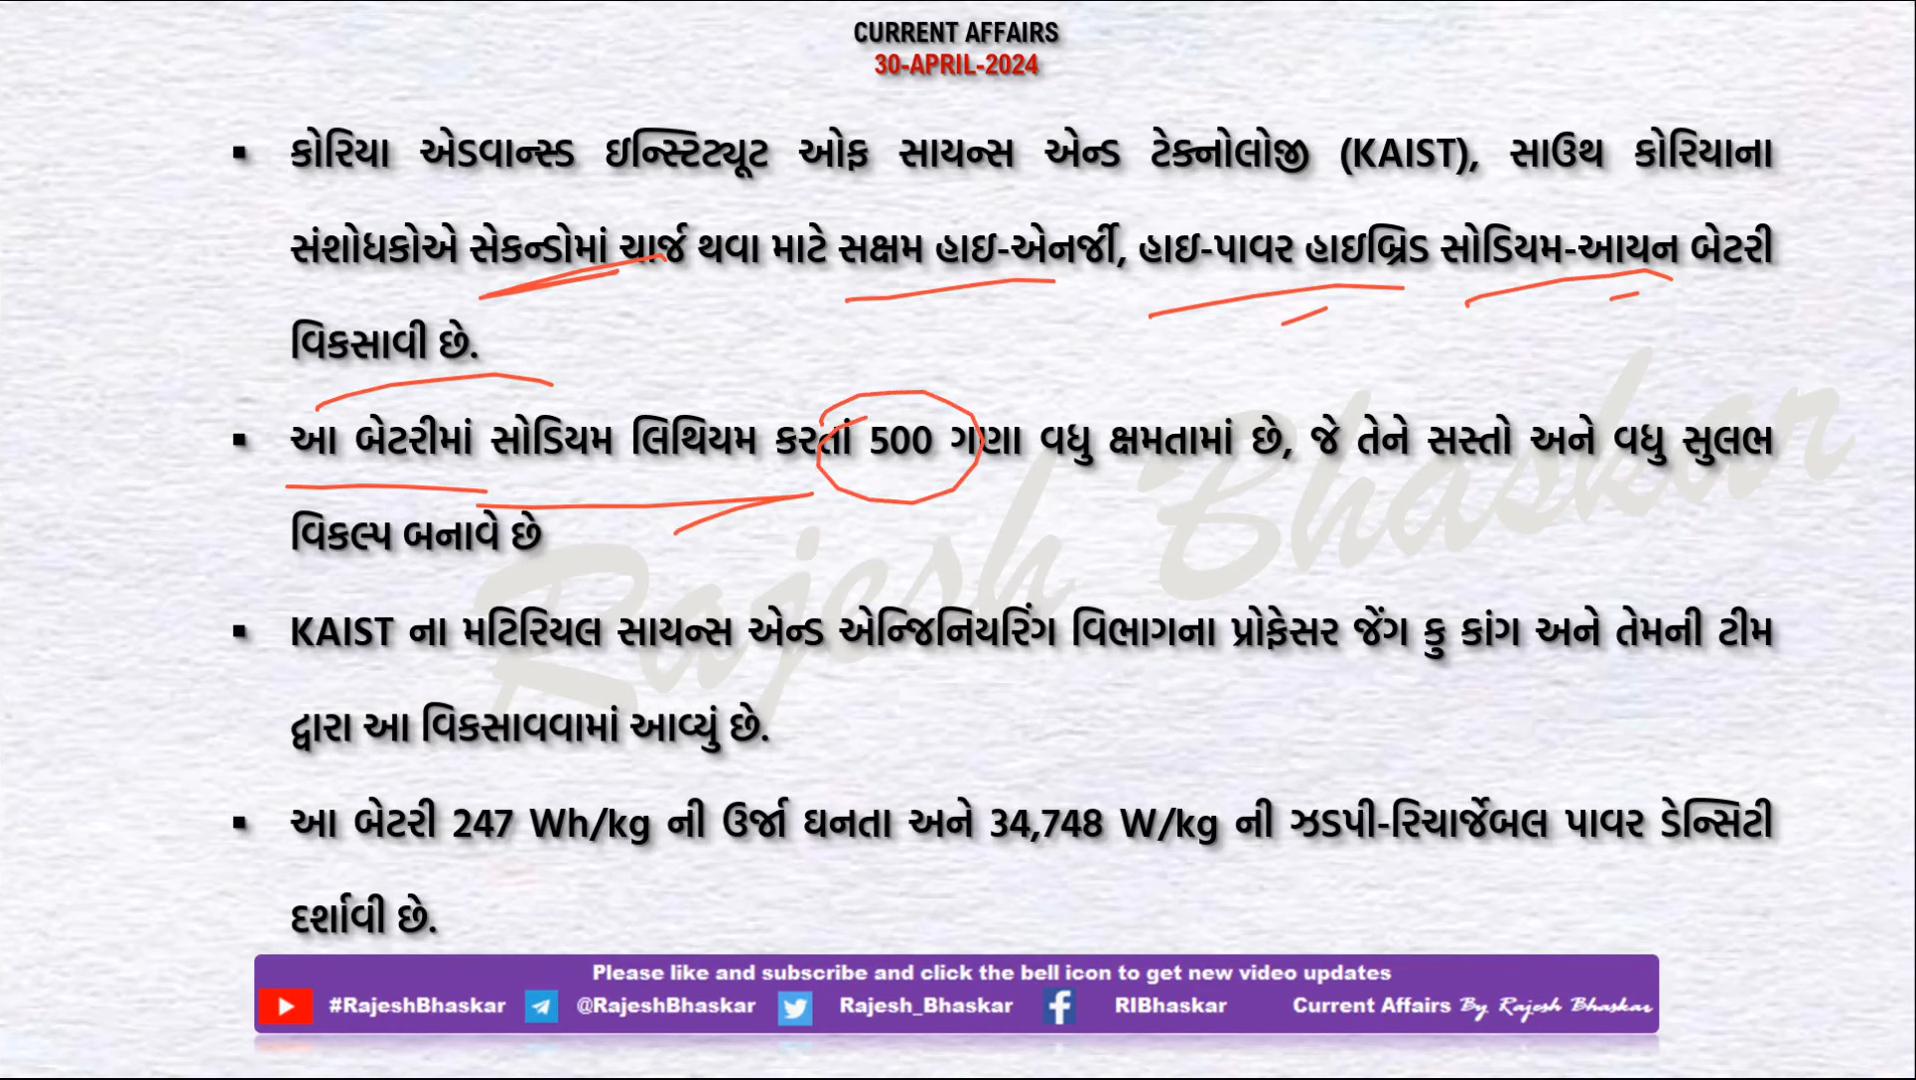 CURRENT AFFAIRS
30-APRIL-2024
▪ કોરિયા એડવાન્સ્ડ ઇન્સ્ટિટ્યૂટ ઓફ સાયન્સ એન્ડ ટેક્નોલોજી (KAIST), સાઉથ કોરિયાના
સંશોધકોએ સેકન્ડોમાં ચાર્જ થવા માટે સક્ષમ હાઇ-એનર્જી, હાઇ-પાવર હાઇબ્રિડ સોડિયમ-આયન બેટરી
વિકસાવી છે.
▪ આ બેટરીમાં સોડિયમ લિથિયમ કરતાં 500 ગણા વધુ ક્ષમતામાં છે, જે તેને સસ્તો અને વધુ સુલભ
વિકલ્પ બનાવે છે
▪ KAIST ના મટિરિયલ સાયન્સ એન્ડ એન્જિનિયરિંગ વિભાગના પ્રોફેસર જેંગ કુ કાંગ અને તેમની ટીમ
દ્વારા આ વિકસાવવામાં આવ્યું છે.
▪ આ બેટરી 247 Wh/kg ની ઉર્જા ઘનતા અને 34,748 W/kg ની ઝડપી-રિચાર્જેબલ પાવર ડેન્સિટી
દર્શાવી છે.
Rajesh Bhaskar
Please like and subscribe and click the bell icon to get new video updates
#RajeshBhaskar @RajeshBhaskar Rajesh_Bhaskar RIBhaskar Current Affairs By Rajesh Bhaskar